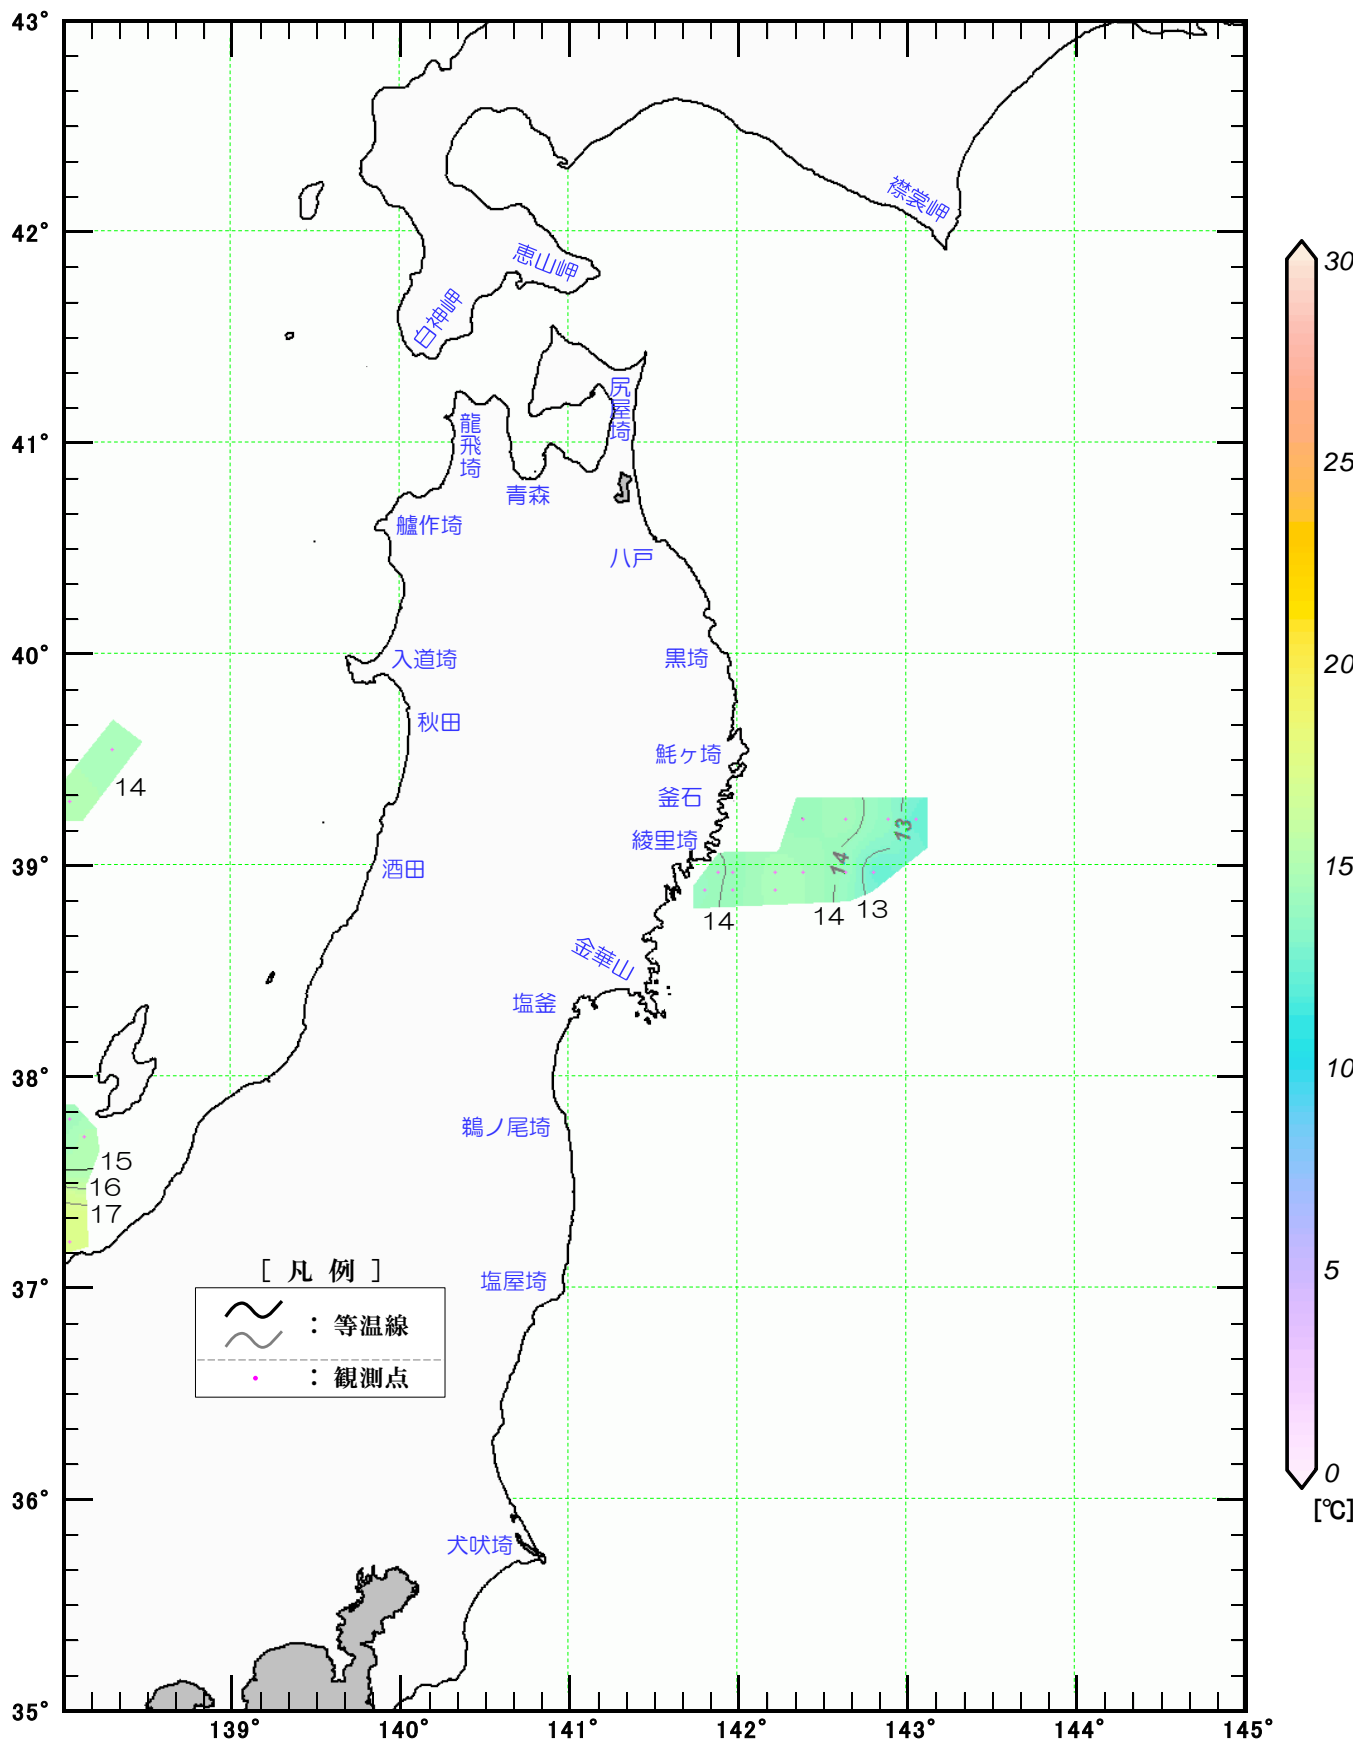 43°
襟裳岬
42°
恵山岬
30
白神岬
尻屋埼
41°
龍飛埼
25
青森
艫作埼
八戸
40°
入道埼
黒埼
20
秋田
魹ヶ埼
14
釜石
13
綾里埼
39°
酒田
14
15
14
14
13
金華山
塩釜
38°
10
鵜ノ尾埼
15
16
17
5
[凡例]
37°
塩屋埼
:等温線
:観測点
0
36°
[℃]
犬吠埼
35°
139°
140°
141°
142°
143°
144°
145°